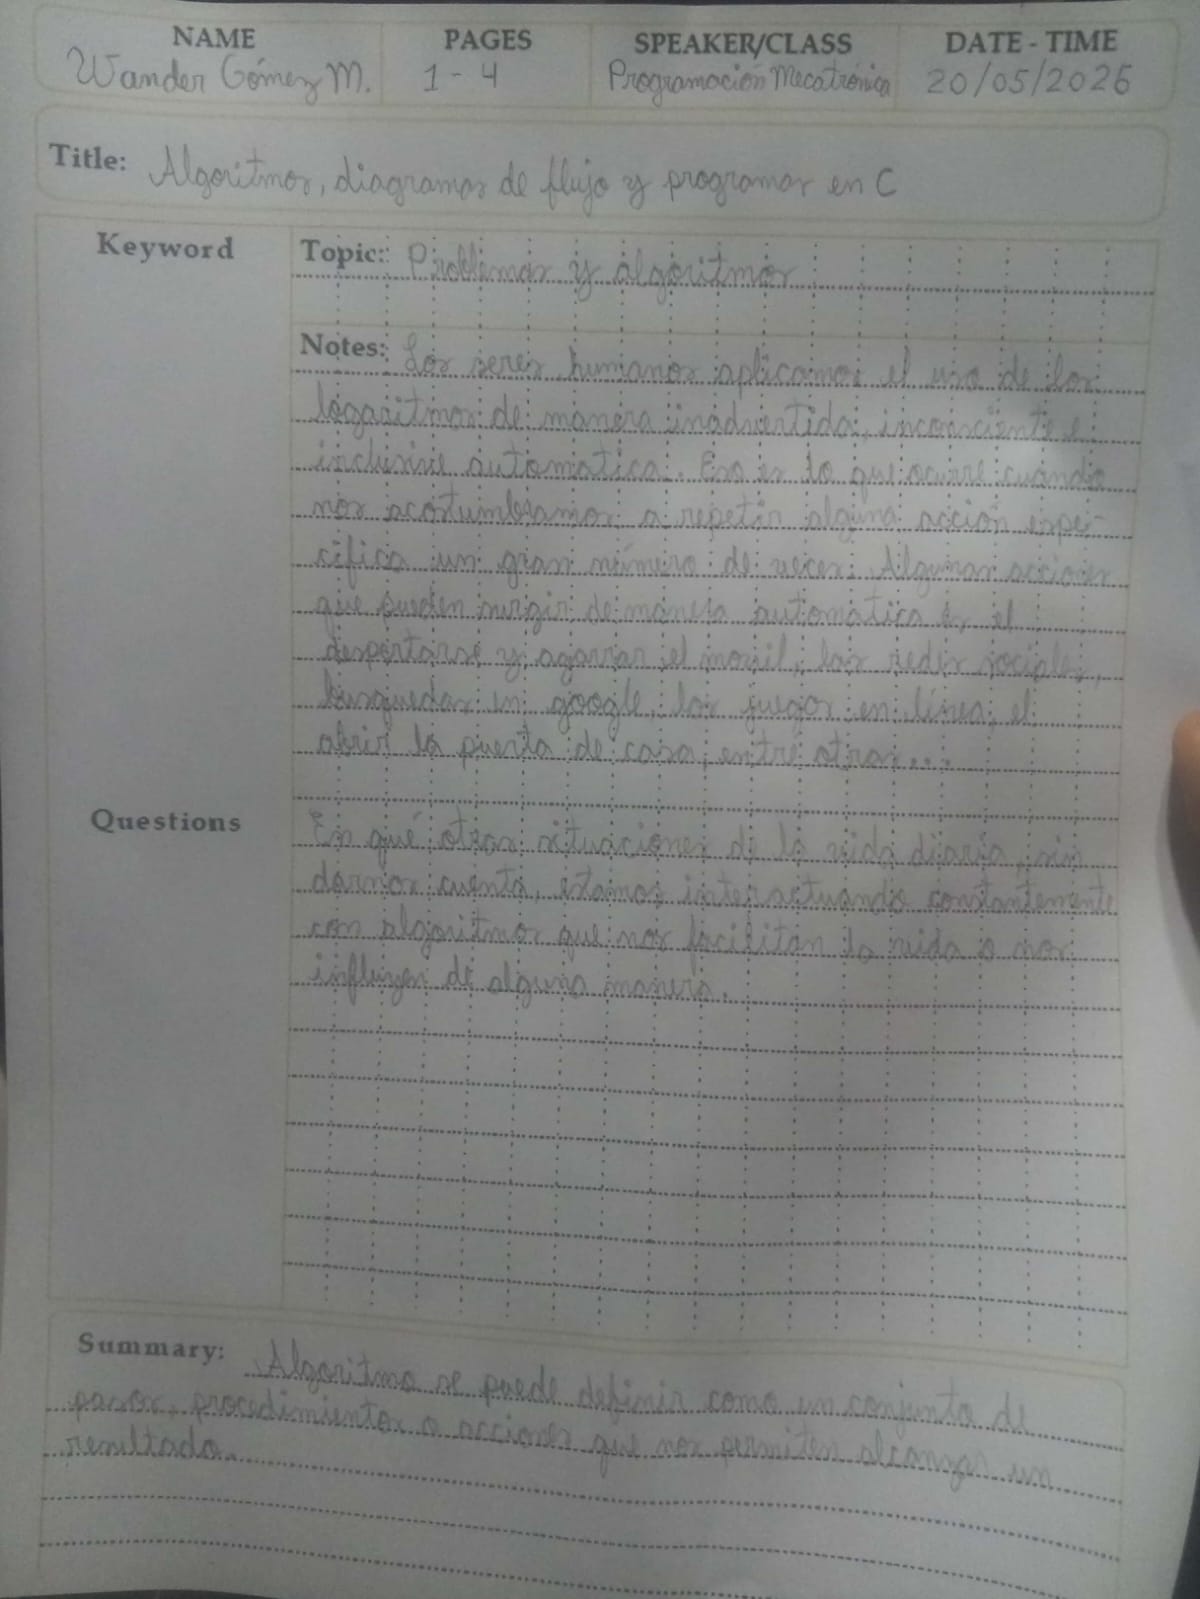 NAME PAGES SPEAKER/CLASS DATE - TIME
Wander Gómez M. 1 - 4 Programación Mecatrónica 20/05/2026
Title: Algoritmos, diagramas de flujo y programas en C
Keyword
Topic: Problemas y algoritmos
Notes: Los seres humanos aplicamos el uso de los
logaritmos de manera inadvertida, inconsciente e
inclusive automatica. Eso es lo que ocurre cuando
nos acostumbramos a repetir alguna acción espe-
cifica un gran número de veces. Algunas acciones
que pueden surgir de manera automatica es el
despertarse y agarrar el movil, las redes sociales,
busquedas en google, los juegos en línea, el
abrir la puerta de casa, entre otras...
Questions
En qué otras situaciones de la vida diaria, sin
darnos cuenta, estamos interactuando constantemente
con algoritmos que nos facilitan la vida o nos
influyen de alguna manera.
Summary: Algoritmo se puede definir como un conjunto de
pasos, procedimientos o acciones que nos permiten alcanzar un
resultado.